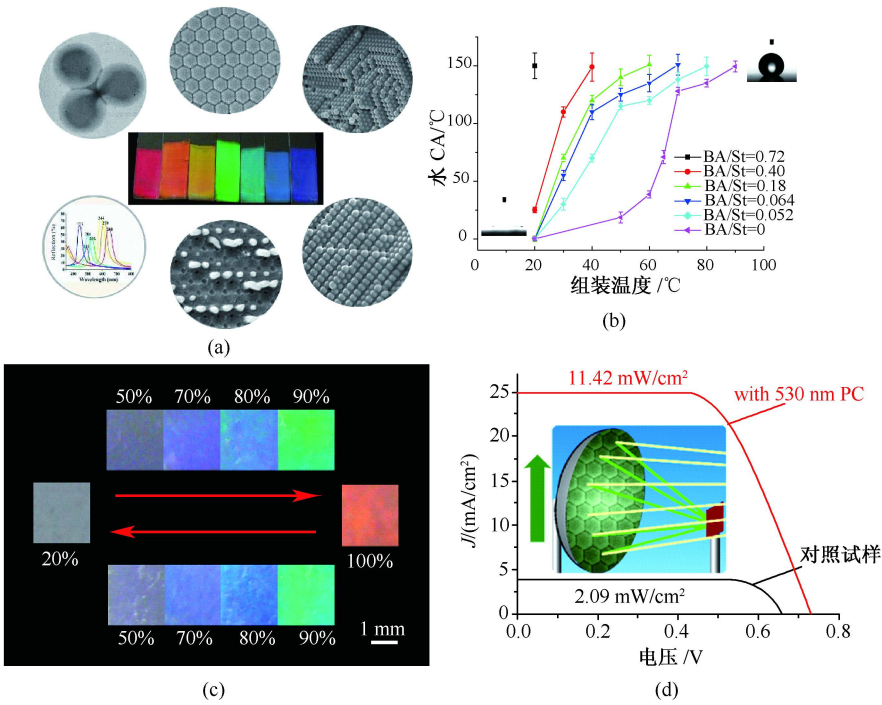 Reflection (%)
Wavelength (nm)
(a)
水 CA/℃
150
100
50
0
BA/St=0.72
BA/St=0.40
BA/St=0.18
BA/St=0.064
BA/St=0.052
BA/St=0
0 20 40 60 80 100
组装温度 /℃
(b)
50% 70% 80% 90%
20%
100%
50% 70% 80% 90%
1 mm
(c)
J/(mA/cm²)
25
20
15
10
5
0
11.42 mW/cm²
with 530 nm PC
对照试样
2.09 mW/cm²
0.0 0.2 0.4 0.6 0.8
电压 /V
(d)